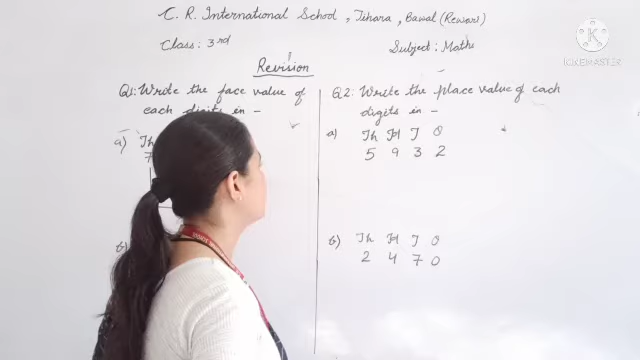 C. R. International School, Jihara, Bawal (Rewari)
Class: 3rd
Subject: Maths
Revision
Q1: Write the face value of each digits in -
a) Th
7
b)
Q2: Write the place value of each
digits in -
a) Th H T O
5 9 3 2
b) Th H T O
2 4 7 0
K
KINEMASTER